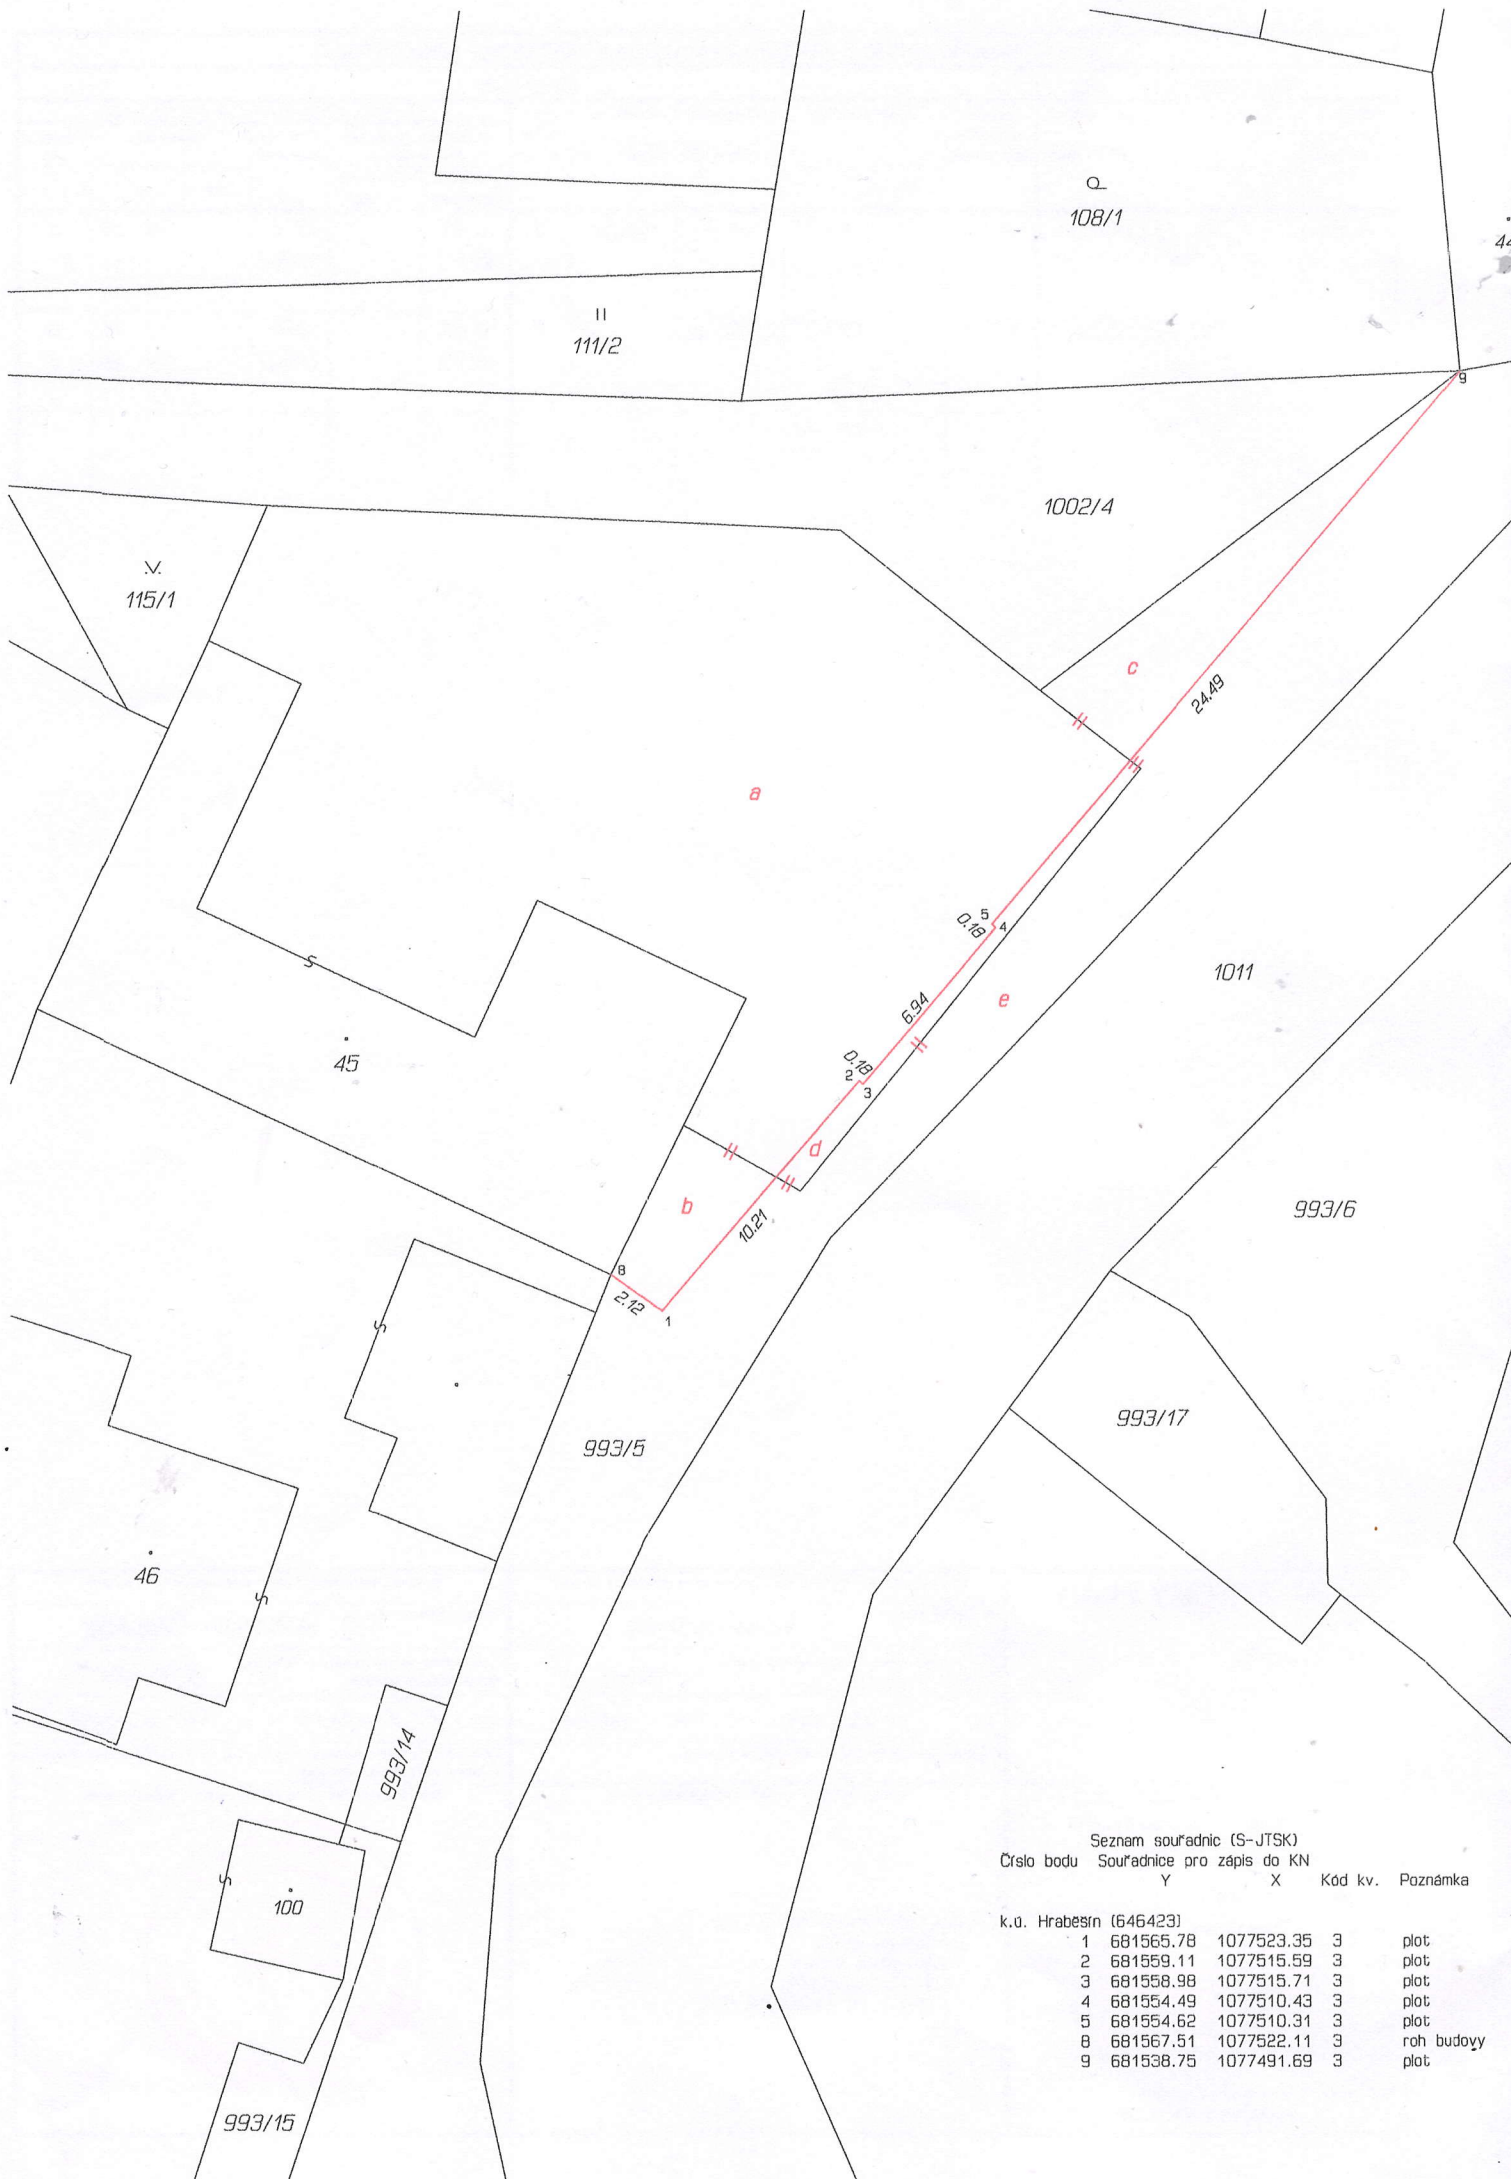 108/1
44
111/2
9
1002/4
115/1
c
24.49
a
5
0.18
4
1011
e
6.94
45
0.18
2
3
d
993/6
b
10.21
8
2.12
1
993/17
993/5
46
993/14
100
993/15
Seznam souřadnic (S-JTSK)
Číslo bodu Souřadnice pro zápis do KN
Y X Kód kv. Poznámka
k.ú. Hraběšín (646423)
1 681565.78 1077523.35 3 plot
2 681559.11 1077515.59 3 plot
3 681558.98 1077515.71 3 plot
4 681554.49 1077510.43 3 plot
5 681554.62 1077510.31 3 plot
8 681567.51 1077522.11 3 roh budovy
9 681538.75 1077491.69 3 plot